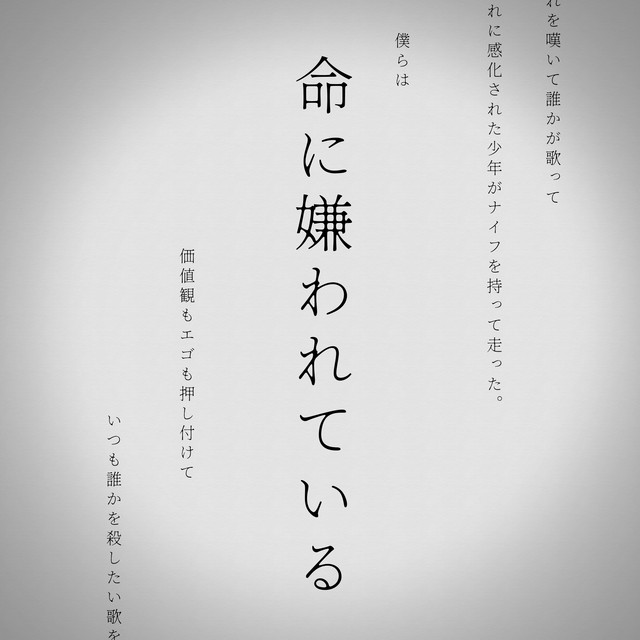 れを嘆いて誰かが歌って
れに感化された少年がナイフを持って走った。
僕らは
命に嫌われている
価値観もエゴも押し付けて
いつも誰かを殺したい歌を